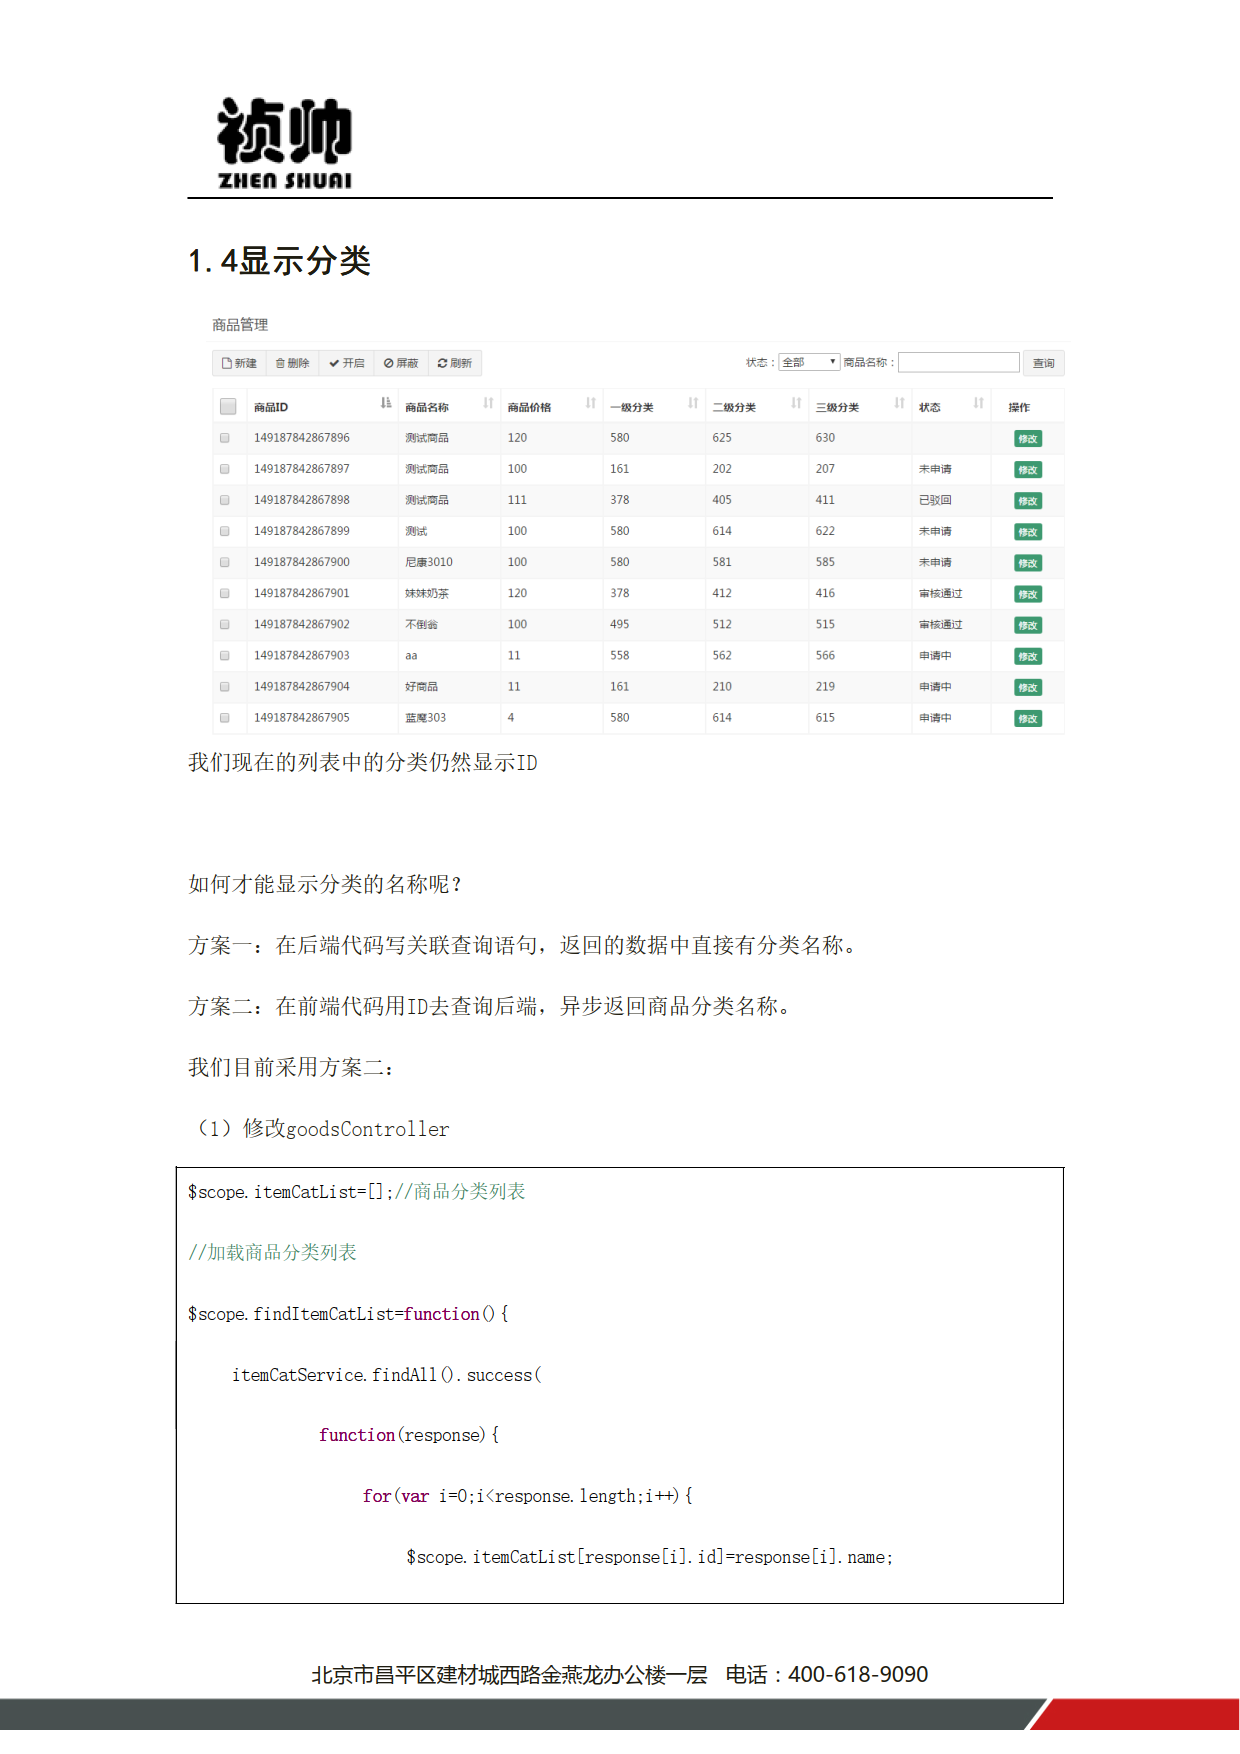 祯帅
ZHEN SHUAI
1.4显示分类
商品管理
新建 删除 开启 屏蔽 刷新 状态：全部 商品名称： 查询
商品ID 商品名称 商品价格 一级分类 二级分类 三级分类 状态 操作
149187842867896 测试商品 120 580 625 630 修改
149187842867897 测试商品 100 161 202 207 未申请 修改
149187842867898 测试商品 111 378 405 411 已驳回 修改
149187842867899 测试 100 580 614 622 未申请 修改
149187842867900 尼康3010 100 580 581 585 未申请 修改
149187842867901 妹妹奶茶 120 378 412 416 审核通过 修改
149187842867902 不倒翁 100 495 512 515 审核通过 修改
149187842867903 aa 11 558 562 566 申请中 修改
149187842867904 好商品 11 161 210 219 申请中 修改
149187842867905 蓝魔303 4 580 614 615 申请中 修改
我们现在的列表中的分类仍然显示ID
如何才能显示分类的名称呢？
方案一：在后端代码写关联查询语句，返回的数据中直接有分类名称。
方案二：在前端代码用ID去查询后端，异步返回商品分类名称。
我们目前采用方案二：
（1）修改goodsController
$scope.itemCatList=[];//商品分类列表
//加载商品分类列表
$scope.findItemCatList=function(){
itemCatService.findAll().success(
function(response){
for(var i=0;i<response.length;i++){
$scope.itemCatList[response[i].id]=response[i].name;
北京市昌平区建材城西路金燕龙办公楼一层 电话：400-618-9090